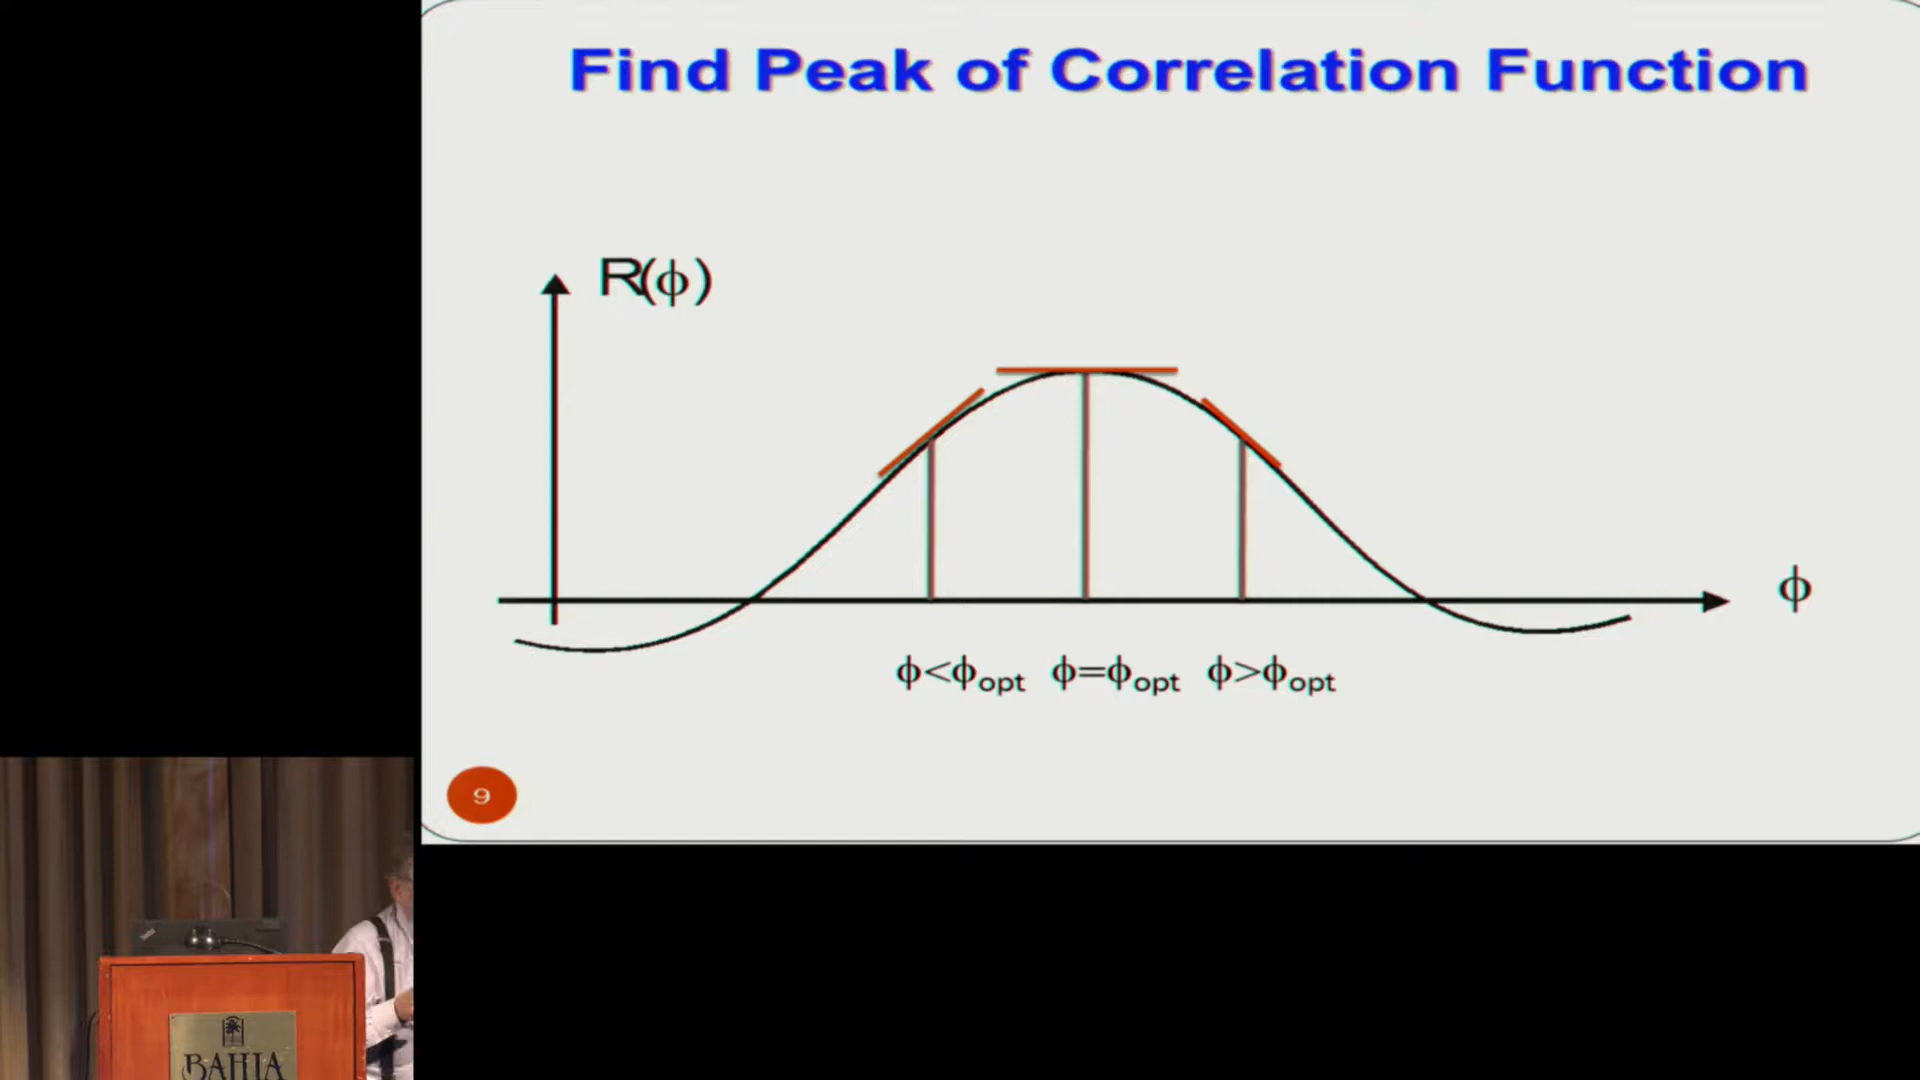 Find Peak of Correlation Function
R(ϕ)
ϕ
ϕ<ϕopt ϕ=ϕopt ϕ>ϕopt
9
BAHIA